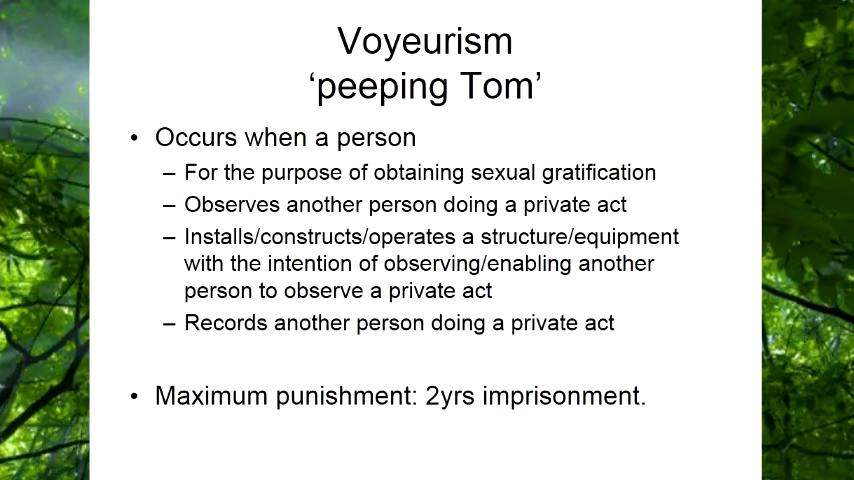 Voyeurism
‘peeping Tom’
• Occurs when a person
– For the purpose of obtaining sexual gratification
– Observes another person doing a private act
– Installs/constructs/operates a structure/equipment
with the intention of observing/enabling another
person to observe a private act
– Records another person doing a private act
• Maximum punishment: 2yrs imprisonment.